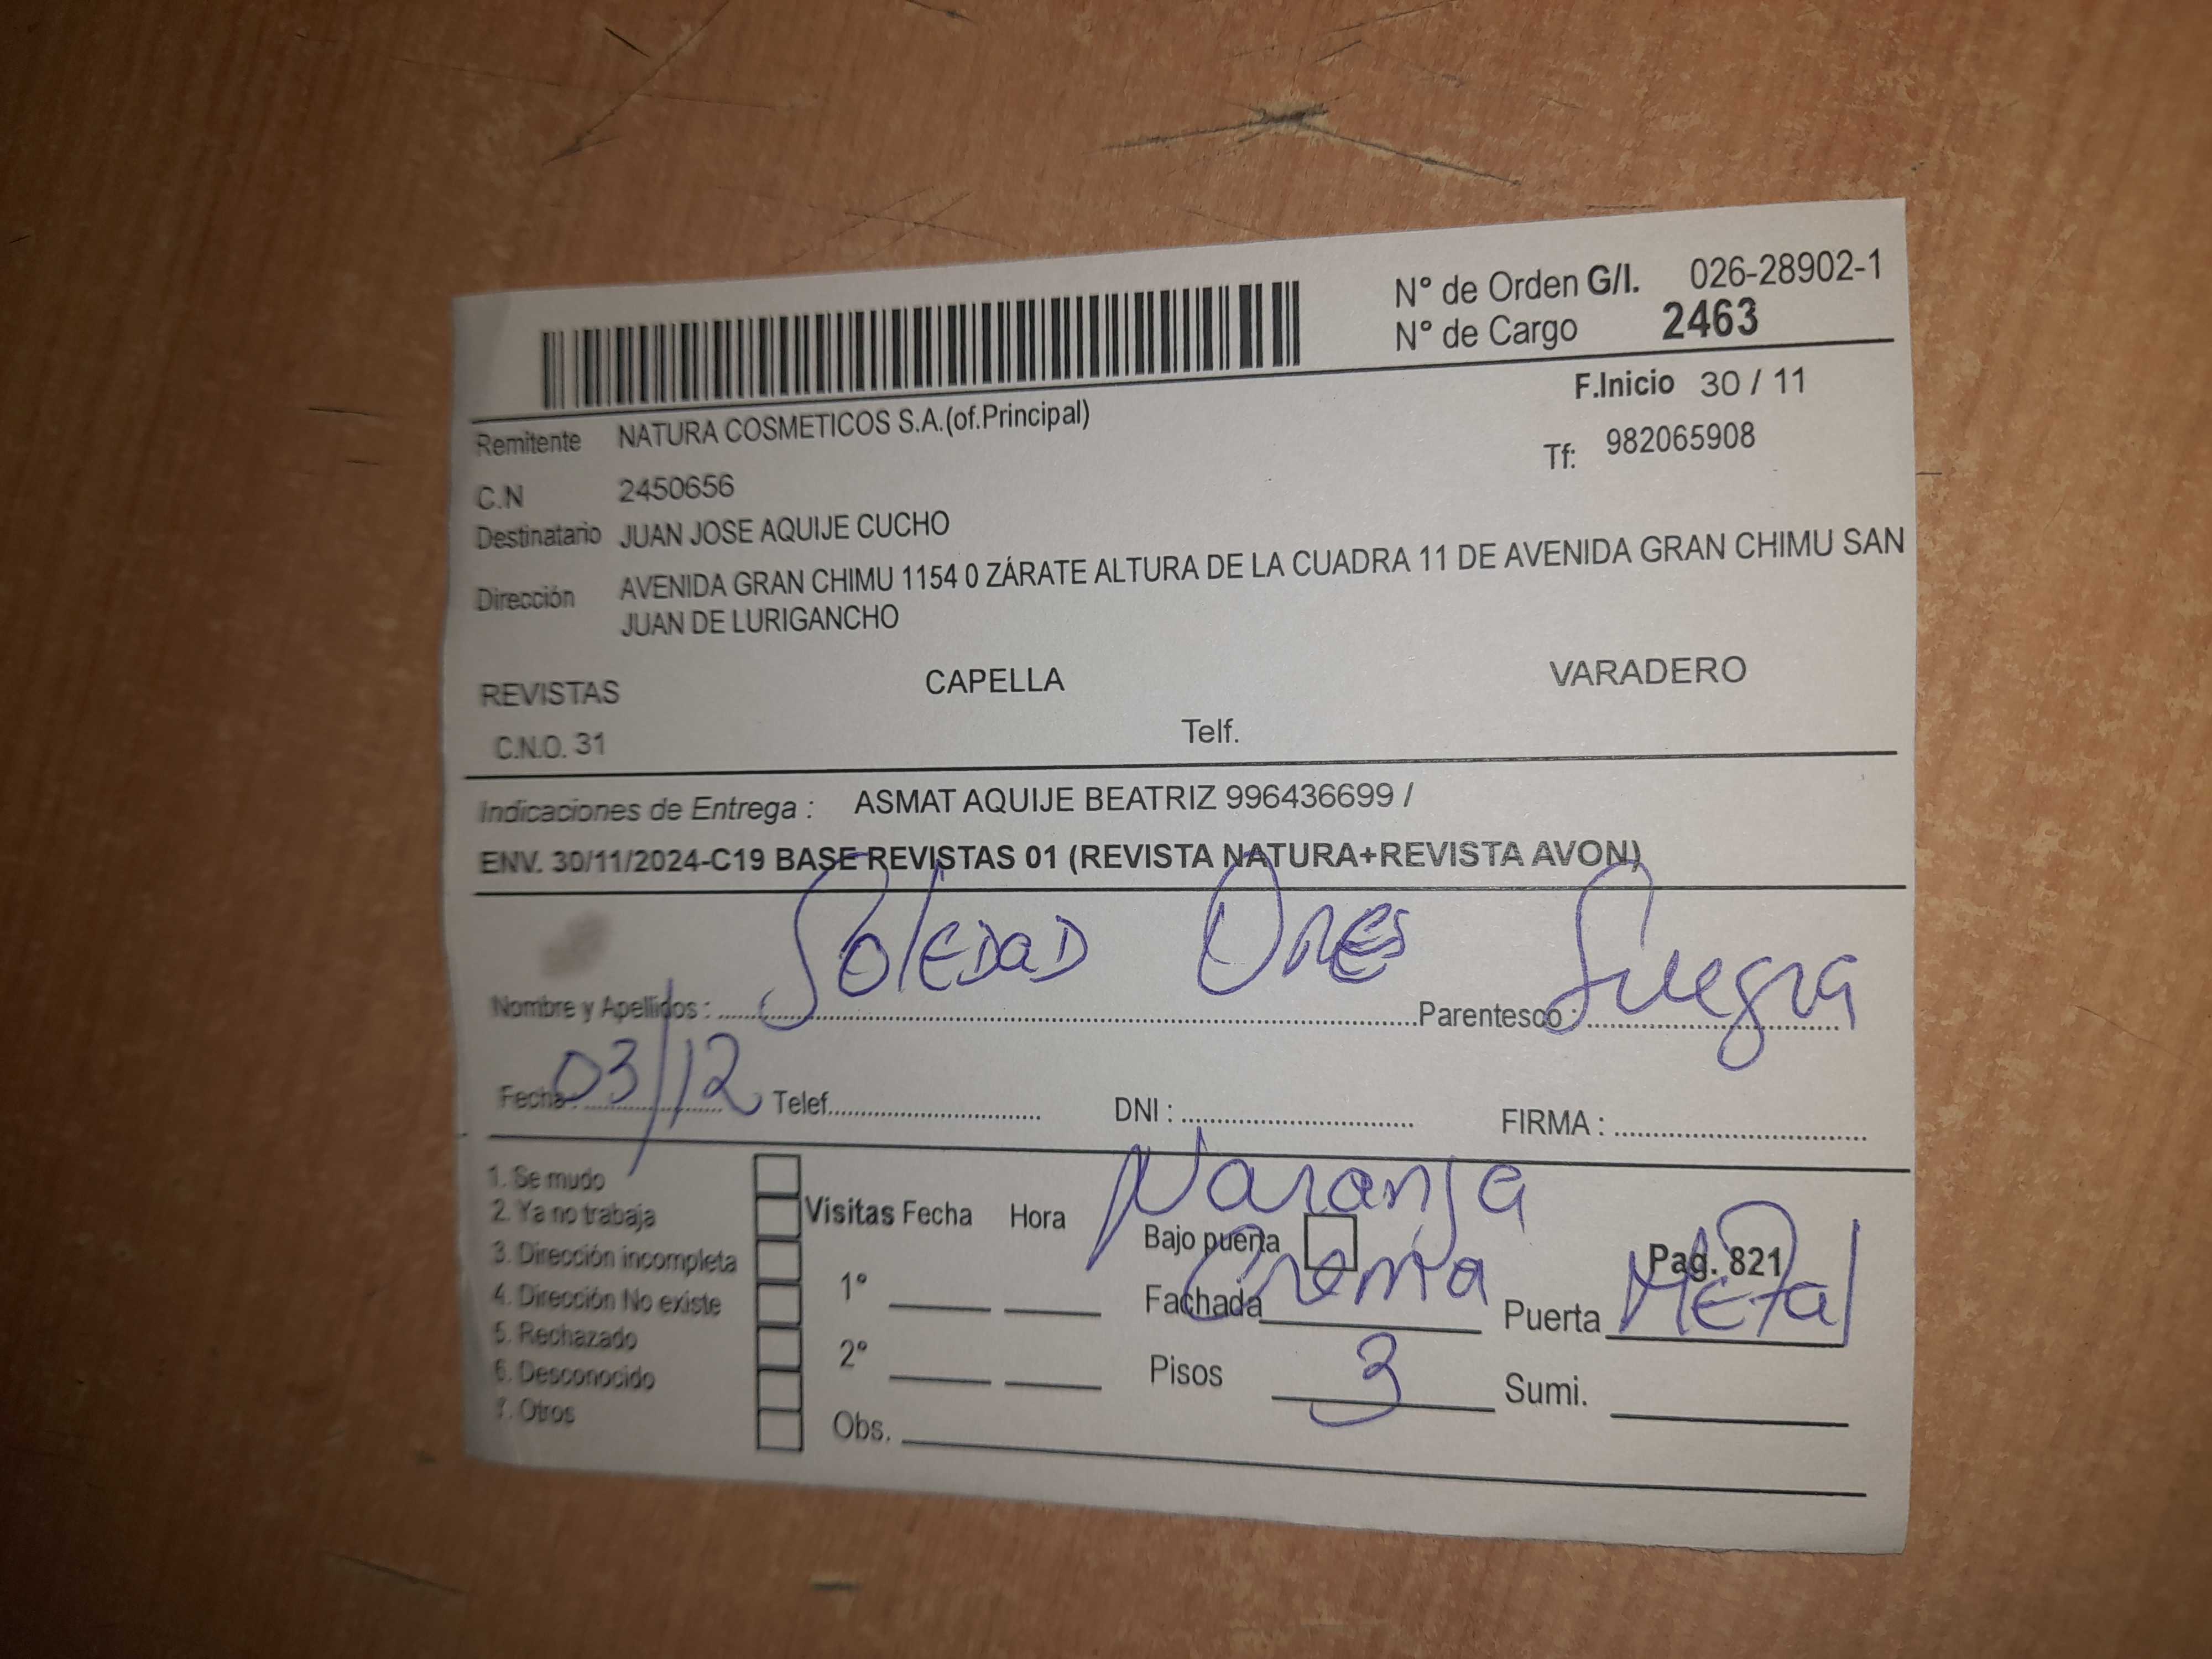 N° de Orden G/I. 026-28902-1
N° de Cargo 2463
F.Inicio 30 / 11
Remitente NATURA COSMETICOS S.A.(of.Principal)
Tf: 982065908
C.N 2450656
Destinatario JUAN JOSE AQUIJE CUCHO
Dirección AVENIDA GRAN CHIMU 1154 0 ZÁRATE ALTURA DE LA CUADRA 11 DE AVENIDA GRAN CHIMU SAN
JUAN DE LURIGANCHO
REVISTAS CAPELLA VARADERO
C.N.O. 31 Telf.
Indicaciones de Entrega : ASMAT AQUIJE BEATRIZ 996436699 /
ENV. 30/11/2024-C19 BASE REVISTAS 01 (REVISTA NATURA+REVISTA AVON)
Nombre y Apellidos : Soledad Parentesco : Suegra
Fecha : 03/12 Telef. DNI : FIRMA :
1. Se mudo
2. Ya no trabaja
3. Dirección incompleta
4. Dirección No existe
5. Rechazado
6. Desconocido
7. Otros
Visitas Fecha Hora
1°
2°
Obs.
Naranja
Bajo puerta
Pag. 821
Fachada Crema Puerta Metal
Pisos 3 Sumi.